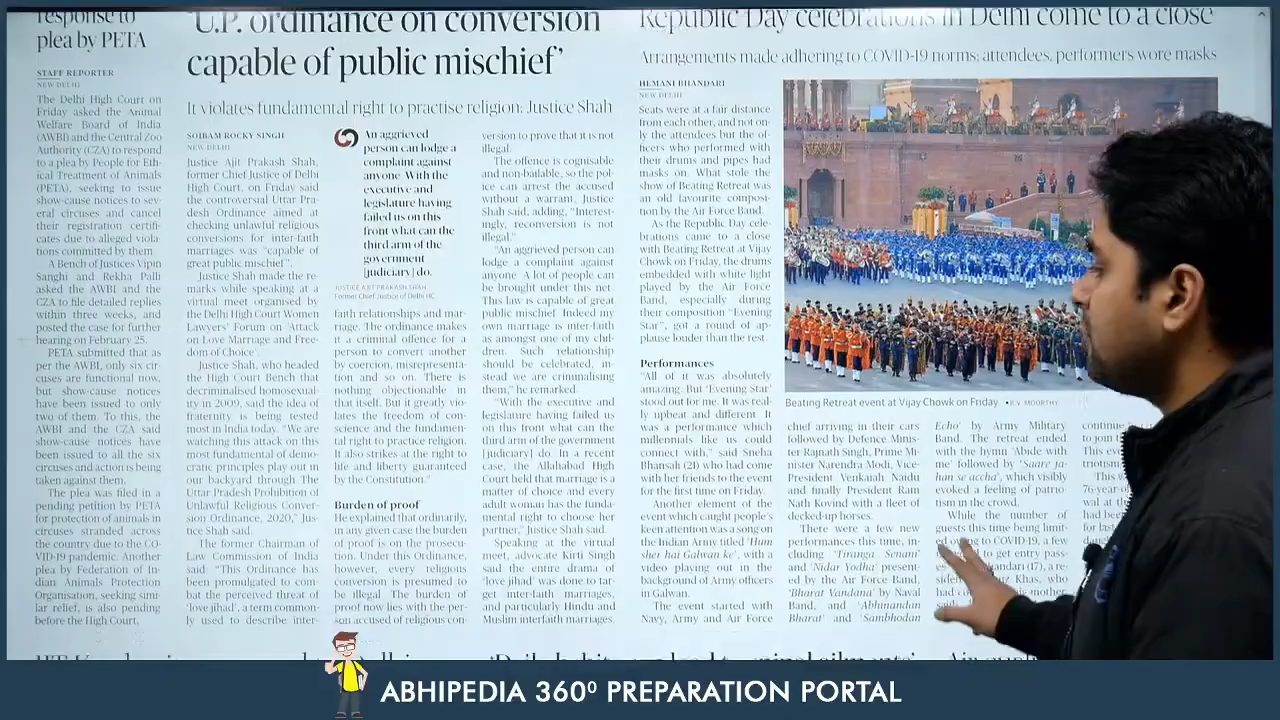 response to
plea by PETA
STAFF REPORTER
NEW DELHI
The Delhi High Court on
Friday asked the Animal
Welfare Board of India
(AWBI) and the Central Zoo
Authority (CZA) to respond
to a plea by People for Eth-
ical Treatment of Animals
(PETA), seeking to issue
show-cause notices to sev-
eral circuses and cancel
their registration certifi-
cates due to alleged viola-
tions committed by them.
A Bench of Justices Vipin
Sanghi and Rekha Palli
asked the AWBI and the
CZA to file detailed replies
within three weeks, and
posted the case for further
hearing on February 25.
PETA submitted that as
per the AWBI, only six cir-
cuses are functional now,
but show-cause notices
have been issued to only
two of them. To this, the
AWBI and the CZA said
show-cause notices have
been issued to all the six
circuses and action is being
taken against them.
The plea was filed in a
pending petition by PETA
for protection of animals in
circuses stranded across
the country due to the CO-
VID-19 pandemic. Another
plea by Federation of In-
dian Animals Protection
Organisation, seeking sim-
ilar relief, is also pending
before the High Court.
'U.P. ordinance on conversion
capable of public mischief'
It violates fundamental right to practise religion: Justice Shah
SOIBAM ROCKY SINGH
NEW DELHI
Justice Ajit Prakash Shah,
former Chief Justice of Delhi
High Court, on Friday said
the controversial Uttar Pra-
desh Ordinance aimed at
checking unlawful religious
conversions for inter-faith
marriages was "capable of
great public mischief".
Justice Shah made the re-
marks while speaking at a
virtual meet organised by
the Delhi High Court Women
Lawyers' Forum on 'Attack
on Love Marriage and Free-
dom of Choice'.
Justice Shah, who headed
the High Court Bench that
decriminalised homosexual-
ity in 2009, said the idea of
fraternity is being tested
most in India today. "We are
watching this attack on this
most fundamental of demo-
cratic principles play out in
our backyard through The
Uttar Pradesh Prohibition of
Unlawful Religious Conver-
sion Ordinance, 2020," Jus-
tice Shah said.
The former Chairman of
Law Commission of India
said "This Ordinance has
been promulgated to com-
bat the perceived threat of
'love jihad', a term common-
ly used to describe inter-
An aggrieved
person can lodge a
complaint against
anyone. With the
executive and
legislature having
failed us on this
front what can the
third arm of the
government
[judiciary] do.
JUSTICE AJIT PRAKASH SHAH
Former Chief Justice of Delhi HC
faith relationships and mar-
riage. The ordinance makes
it a criminal offence for a
person to convert another
by coercion, misrepresenta-
tion and so on. There is
nothing objectionable in
that itself. But it greatly vio-
lates the freedom of con-
science and the fundamen-
tal right to practice religion.
It also strikes at the right to
life and liberty guaranteed
by the Constitution."
Burden of proof
He explained that ordinarily,
in any given case the burden
of proof is on the prosecu-
tion. Under this Ordinance,
however, every religious
conversion is presumed to
be illegal. The burden of
proof now lies with the per-
son accused of religious con-
version to prove that it is not
illegal.
The offence is cognisable
and non-bailable, so the pol-
ice can arrest the accused
without a warrant, Justice
Shah said, adding, "Interest-
ingly, reconversion is not
illegal."
"An aggrieved person can
lodge a complaint against
anyone. A lot of people can
be brought under this net.
This law is capable of great
public mischief. Indeed my
own marriage is inter-faith
as amongst one of my chil-
dren. Such relationship
should be celebrated, in-
stead we are criminalising
them," he remarked.
"With the executive and
legislature having failed us
on this front what can the
third arm of the government
[judiciary] do. In a recent
case, the Allahabad High
Court held that marriage is a
matter of choice and every
adult woman has the funda-
mental right to choose her
partner," Justice Shah said.
Speaking at the virtual
meet, advocate Kirti Singh
said the entire drama of
'love jihad' was done to tar-
get inter-faith marriages,
and particularly Hindu and
Muslim interfaith marriages.
Republic Day celebrations in Delhi come to a close
Arrangements made adhering to COVID-19 norms; attendees, performers wore masks
HEMANI BHANDARI
NEW DELHI
Seats were at a fair distance
from each other, and not on-
ly the attendees but the of-
ficers who performed with
their drums and pipes had
masks on. What stole the
show of Beating Retreat was
an old favourite composi-
tion by the Air Force Band.
As the Republic Day cele-
brations came to a close
with Beating Retreat at Vijay
Chowk on Friday, the drums
embedded with white light
played by the Air Force
Band, especially during
their composition "Evening
Star", got a round of ap-
plause louder than the rest.
Performances
"All of it was absolutely
amazing. But 'Evening Star'
stood out for me. It was real-
ly upbeat and different. It
was a performance which
millennials like us could
connect with," said Sneha
Bhansali (21) who had come
with her friends to the event
for the first time on Friday.
Another element of the
event which caught people's
keen attention was a song on
the Indian Army titled 'Hum
shei hai Galwan ke', with a
video playing out in the
background of Army officers
in Galwan.
The event started with
Navy, Army and Air Force
Beating Retreat event at Vijay Chowk on Friday •R.V. MOORTHY
chief arriving in their cars
followed by Defence Minis-
ter Rajnath Singh, Prime Mi-
nister Narendra Modi, Vice-
President Venkaiah Naidu
and finally President Ram
Nath Kovind with a fleet of
decked-up horses.
There were a few new
performances this time, in-
cluding 'Tiranga Senani'
and 'Nidar Yodha' present-
ed by the Air Force Band,
'Bharat Vandana' by Naval
Band, and 'Abhinandan
Bharat' and 'Sambhodan
Echo' by Army Military
Band. The retreat ended
with the hymn 'Abide with
me' followed by 'Saare Ja-
han se accha', which visibly
evoked a feeling of patrio-
tism in the crowd.
While the number of
guests this time being limit-
ed owing to COVID-19, a few
to get entry pass-
(17), a re-
Khas, who
had
mother
continue
to join t
This eve
triotism
76-year-o
wal at th
had bee
for last
ABHIPEDIA 360⁰ PREPARATION PORTAL